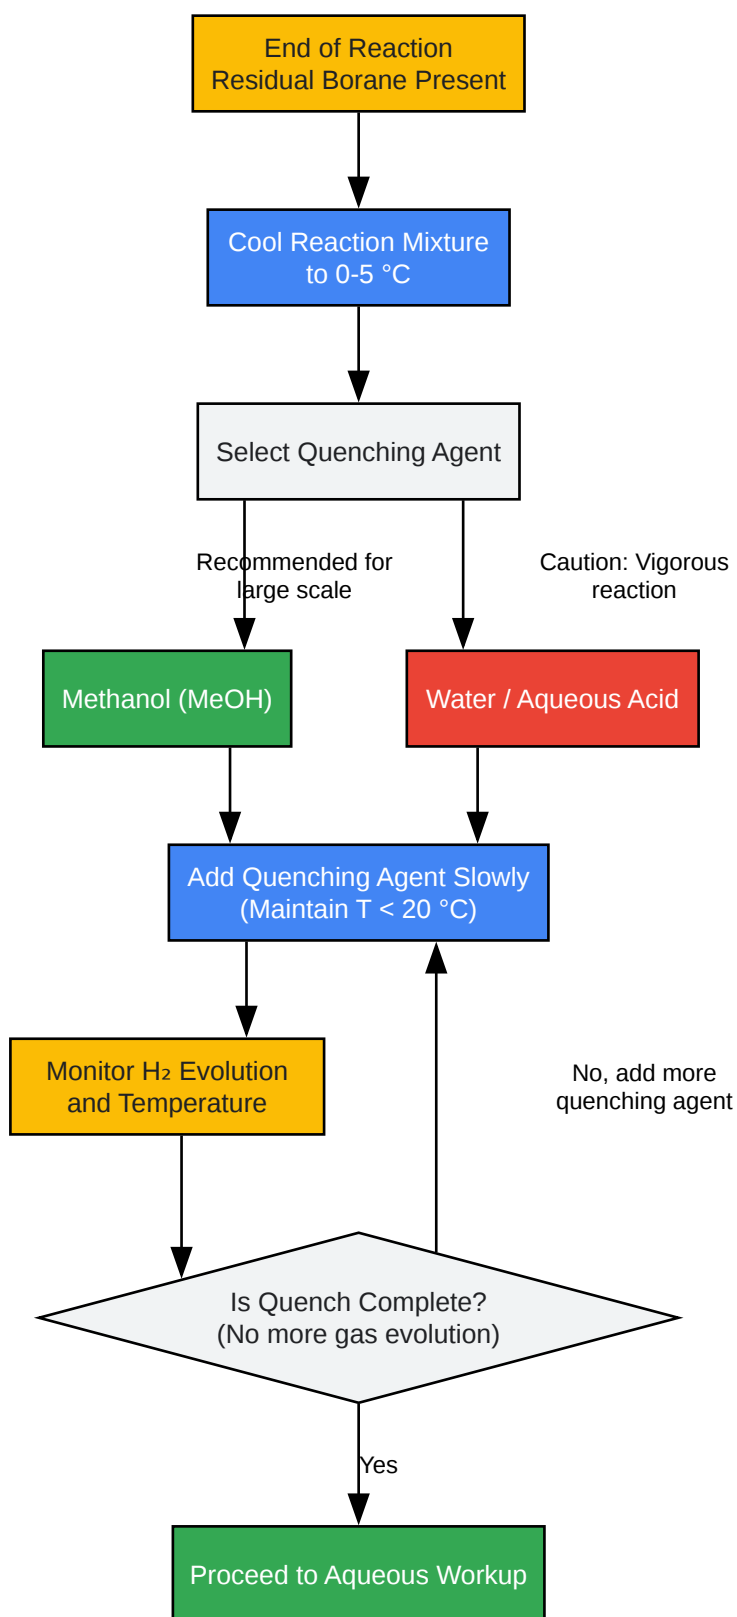 End of Reaction
Residual Borane Present
Cool Reaction Mixture
to 0-5 °C
Select Quenching Agent
Recommended for
large scale
Caution: Vigorous
reaction
Methanol (MeOH)
Water / Aqueous Acid
Add Quenching Agent Slowly
(Maintain T < 20 °C)
Monitor H₂ Evolution
and Temperature
No, add more
quenching agent
Is Quench Complete?
(No more gas evolution)
Yes
Proceed to Aqueous Workup